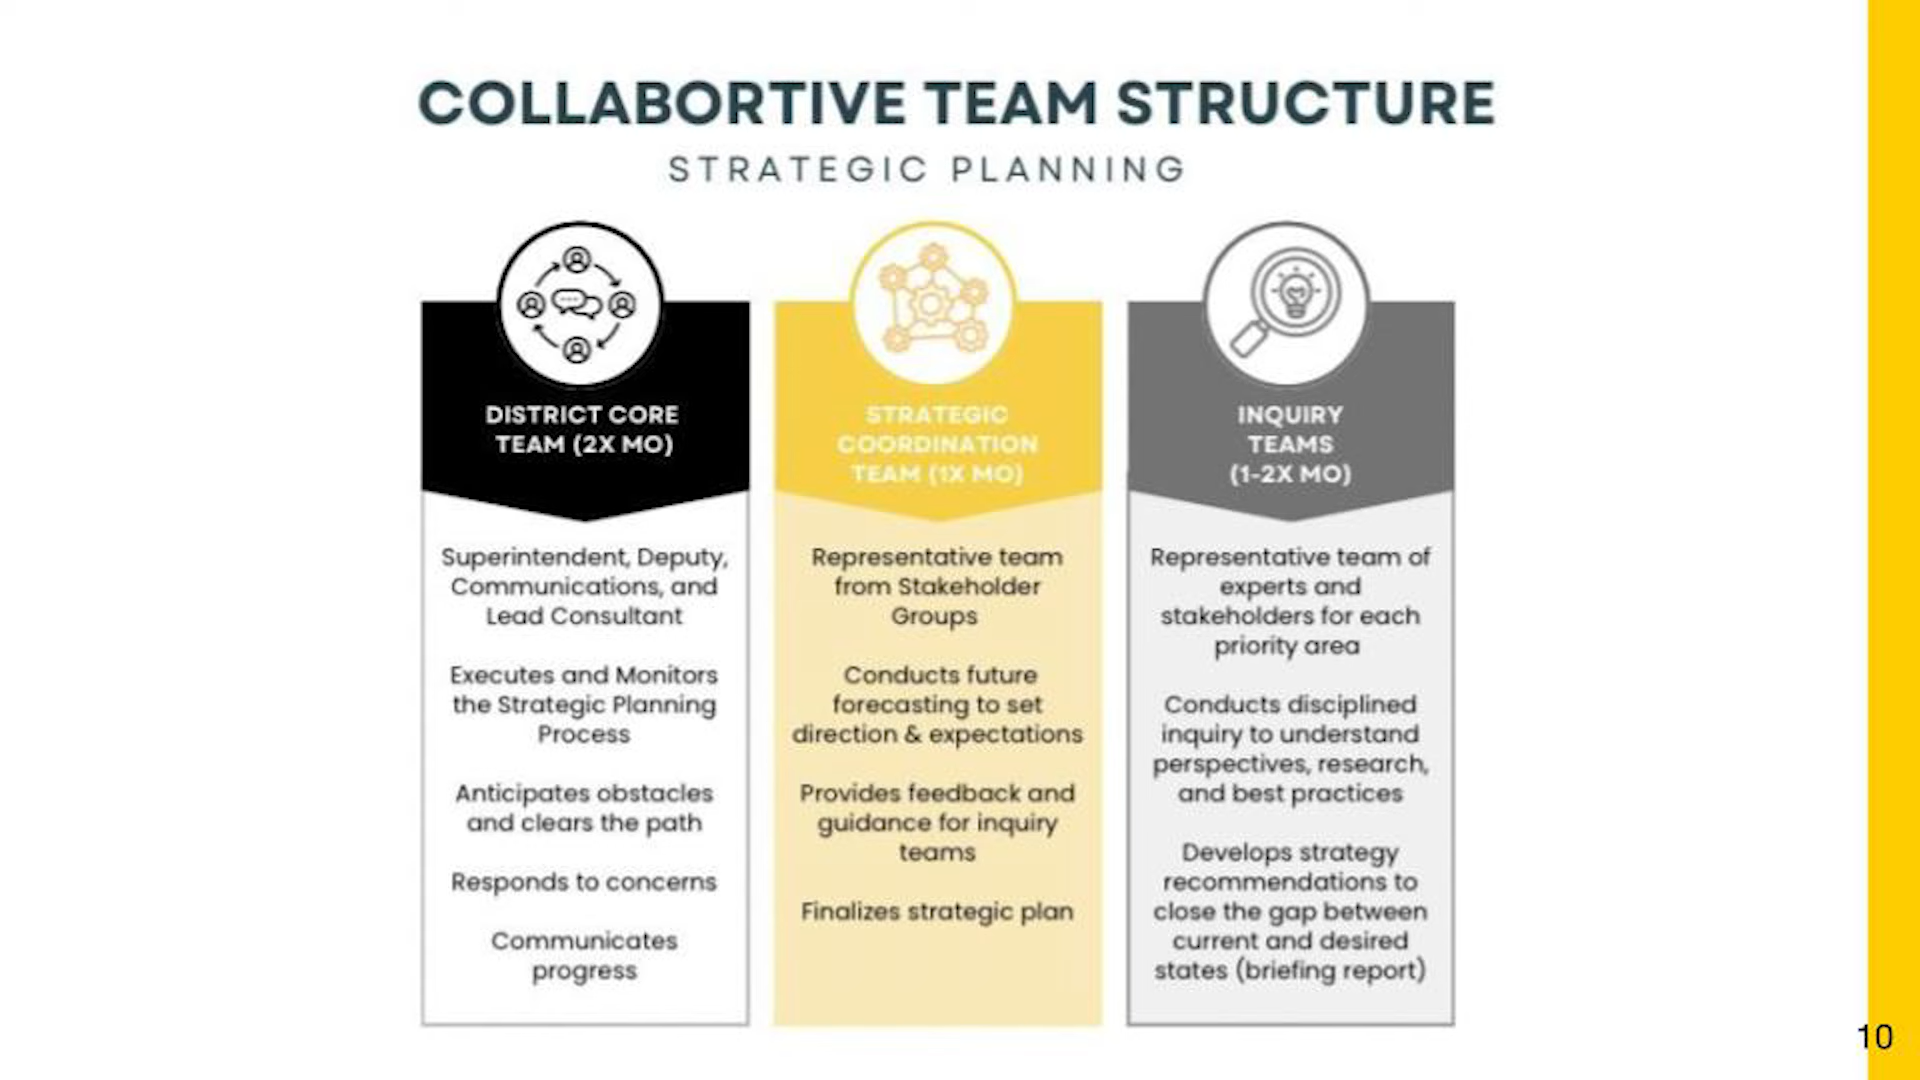 COLLABORTIVE TEAM STRUCTURE
STRATEGIC PLANNING
DISTRICT CORE
TEAM (2X MO)
Superintendent, Deputy,
Communications, and
Lead Consultant
Executes and Monitors
the Strategic Planning
Process
Anticipates obstacles
and clears the path
Responds to concerns
Communicates
progress
STRATEGIC
COORDINATION
TEAM (1X MO)
Representative team
from Stakeholder
Groups
Conducts future
forecasting to set
direction & expectations
Provides feedback and
guidance for inquiry
teams
Finalizes strategic plan
INQUIRY
TEAMS
(1-2X MO)
Representative team of
experts and
stakeholders for each
priority area
Conducts disciplined
inquiry to understand
perspectives, research,
and best practices
Develops strategy
recommendations to
close the gap between
current and desired
states (briefing report)
10